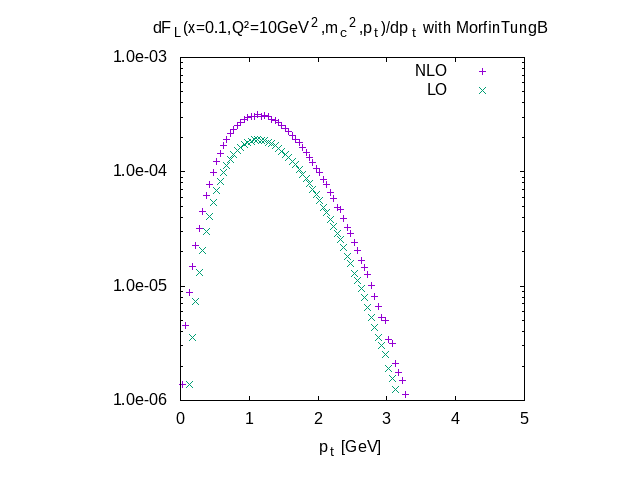 dF_L(x=0.1,Q²=10GeV^2,m_c^2,p_t)/dp_t with MorfinTungB
NLO
LO
1.0e-03
1.0e-04
1.0e-05
1.0e-06
0 1 2 3 4 5
p_t [GeV]